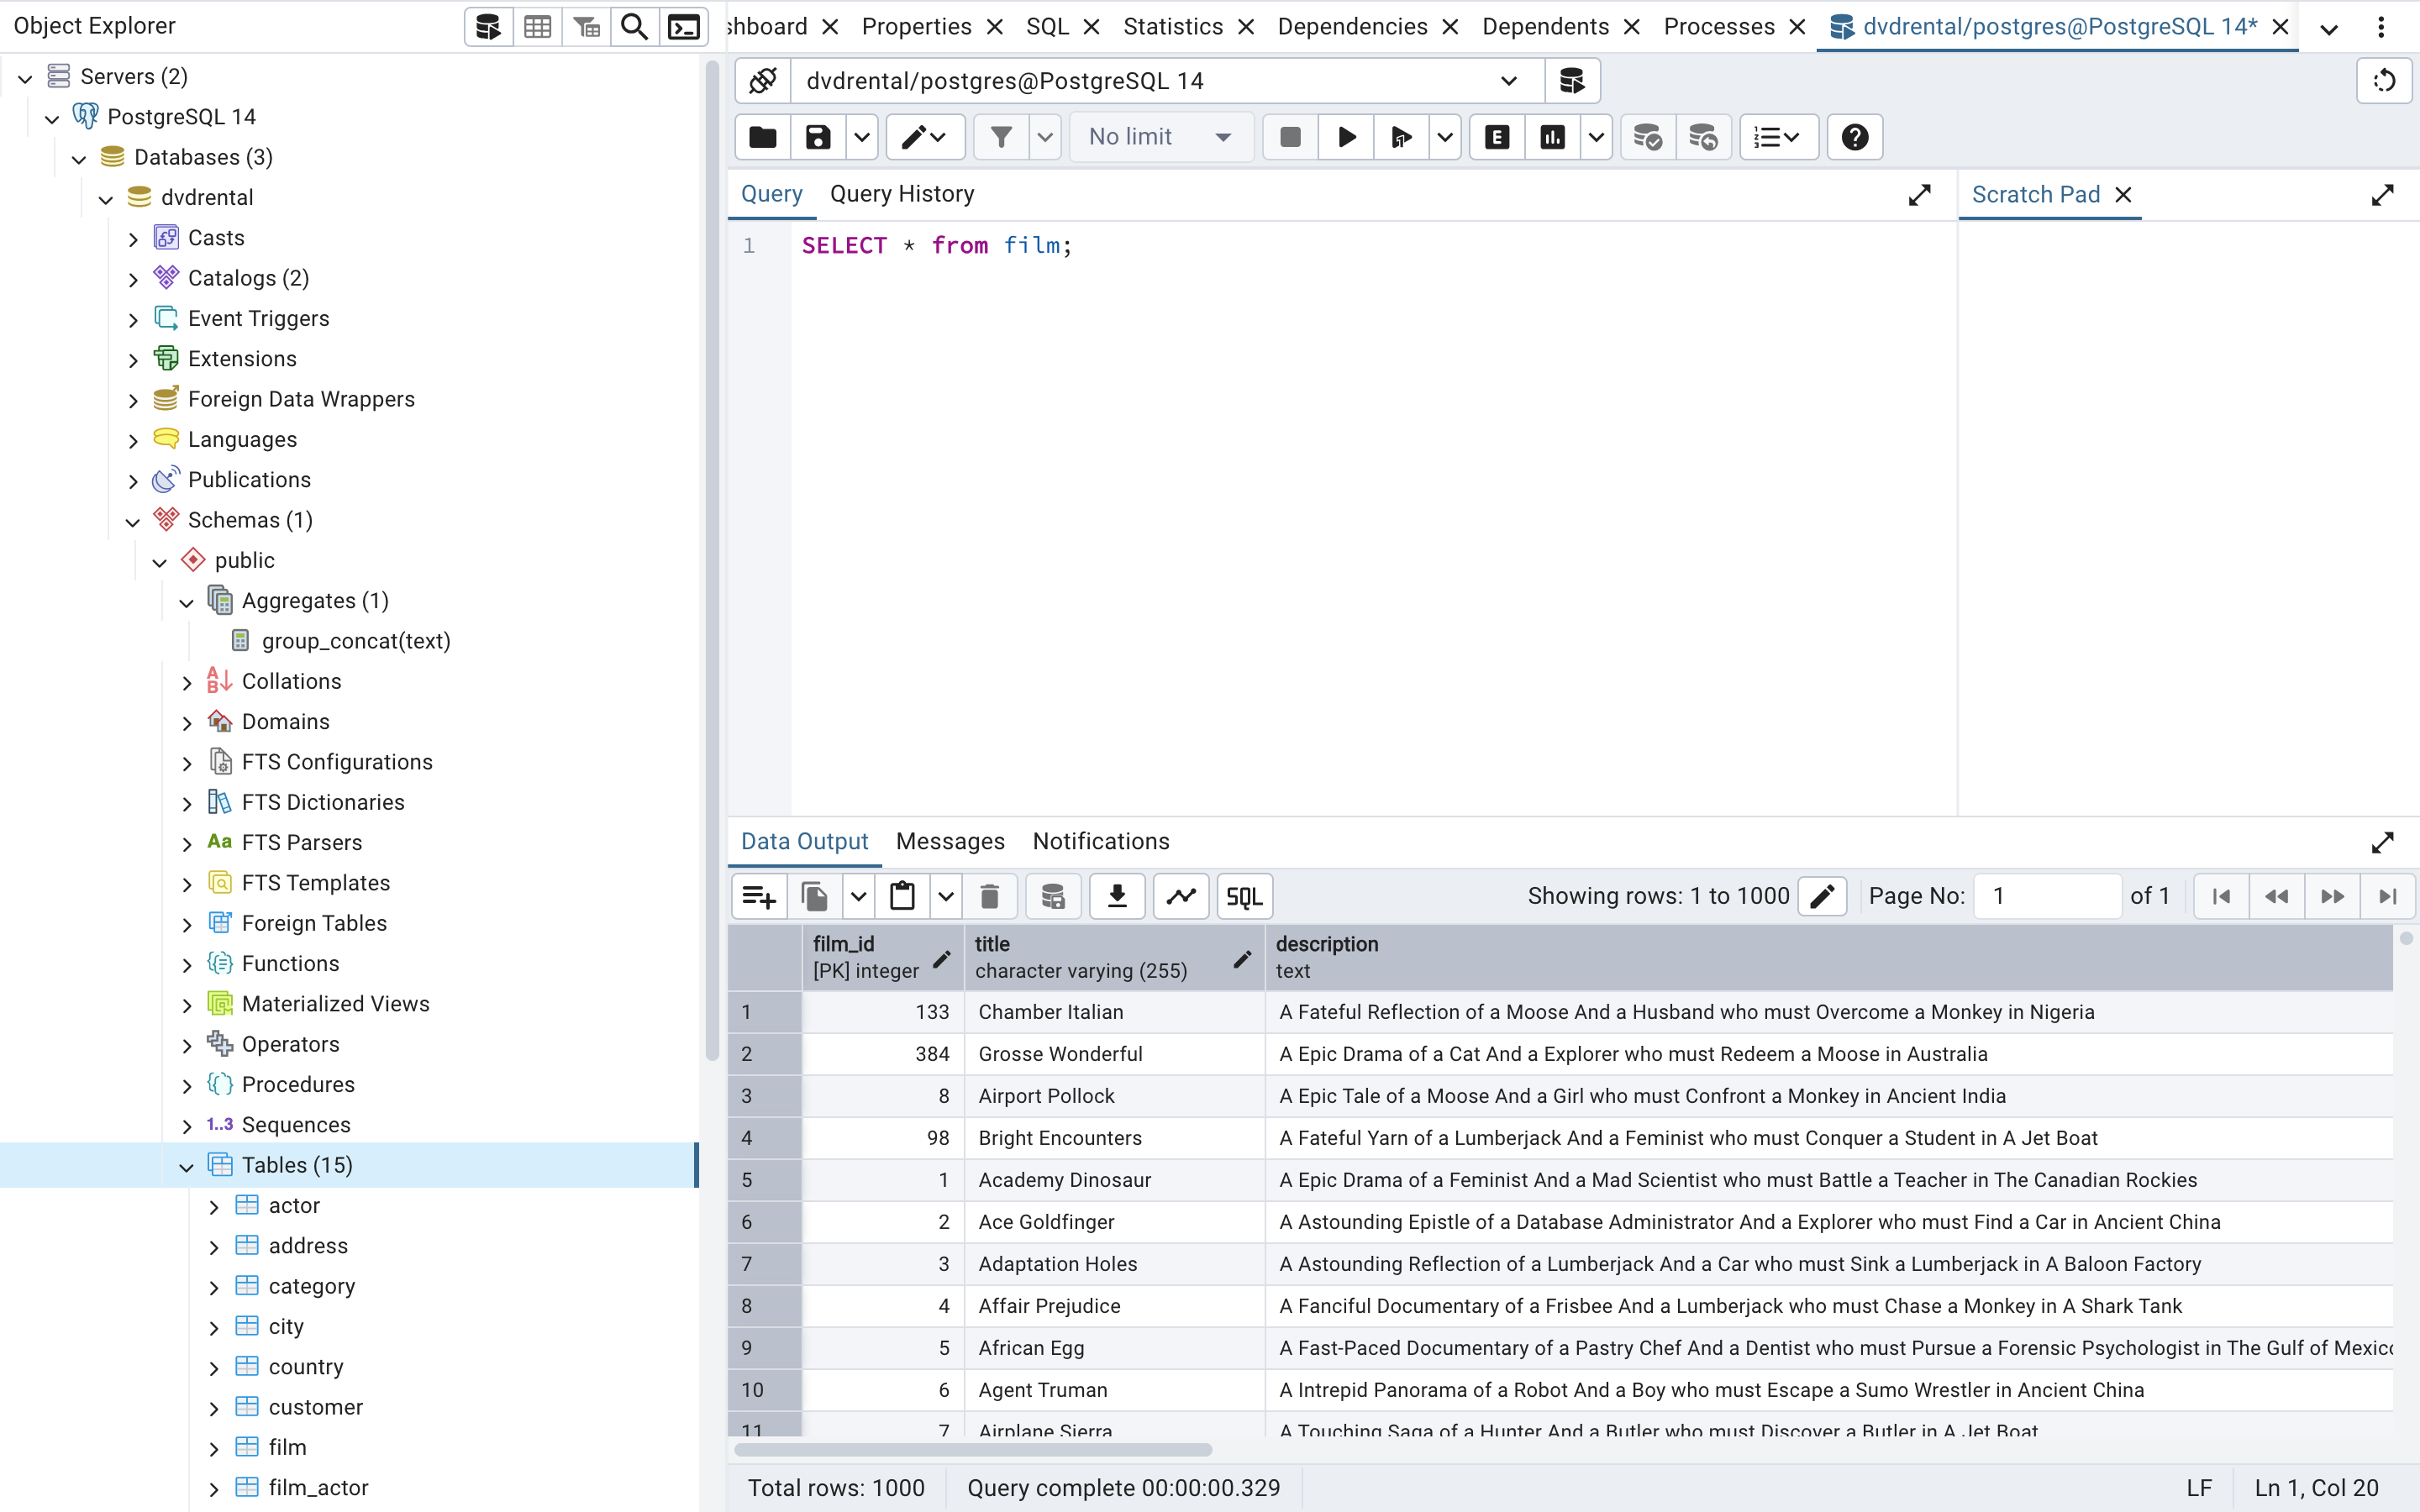 Object Explorer
Servers (2)
PostgreSQL 14
Databases (3)
dvdrental
Casts
Catalogs (2)
Event Triggers
Extensions
Foreign Data Wrappers
Languages
Publications
Schemas (1)
public
Aggregates (1)
group_concat(text)
Collations
Domains
FTS Configurations
FTS Dictionaries
Aa FTS Parsers
FTS Templates
Foreign Tables
Functions
Materialized Views
Operators
Procedures
1..3 Sequences
Tables (15)
actor
address
category
city
country
customer
film
film_actor
shboard Properties SQL Statistics Dependencies Dependents Processes dvdrental/postgres@PostgreSQL 14*
dvdrental/postgres@PostgreSQL 14
No limit E
Query Query History Scratch Pad
1 SELECT * from film;
Data Output Messages Notifications
SQL Showing rows: 1 to 1000 Page No: 1 of 1
film_id title description
[PK] integer character varying (255) text
1 133 Chamber Italian A Fateful Reflection of a Moose And a Husband who must Overcome a Monkey in Nigeria
2 384 Grosse Wonderful A Epic Drama of a Cat And a Explorer who must Redeem a Moose in Australia
3 8 Airport Pollock A Epic Tale of a Moose And a Girl who must Confront a Monkey in Ancient India
4 98 Bright Encounters A Fateful Yarn of a Lumberjack And a Feminist who must Conquer a Student in A Jet Boat
5 1 Academy Dinosaur A Epic Drama of a Feminist And a Mad Scientist who must Battle a Teacher in The Canadian Rockies
6 2 Ace Goldfinger A Astounding Epistle of a Database Administrator And a Explorer who must Find a Car in Ancient China
7 3 Adaptation Holes A Astounding Reflection of a Lumberjack And a Car who must Sink a Lumberjack in A Baloon Factory
8 4 Affair Prejudice A Fanciful Documentary of a Frisbee And a Lumberjack who must Chase a Monkey in A Shark Tank
9 5 African Egg A Fast-Paced Documentary of a Pastry Chef And a Dentist who must Pursue a Forensic Psychologist in The Gulf of Mexico
10 6 Agent Truman A Intrepid Panorama of a Robot And a Boy who must Escape a Sumo Wrestler in Ancient China
11 7 Airplane Sierra A Touching Saga of a Hunter And a Butler who must Discover a Butler in A Jet Boat
Total rows: 1000 Query complete 00:00:00.329 LF Ln 1, Col 20